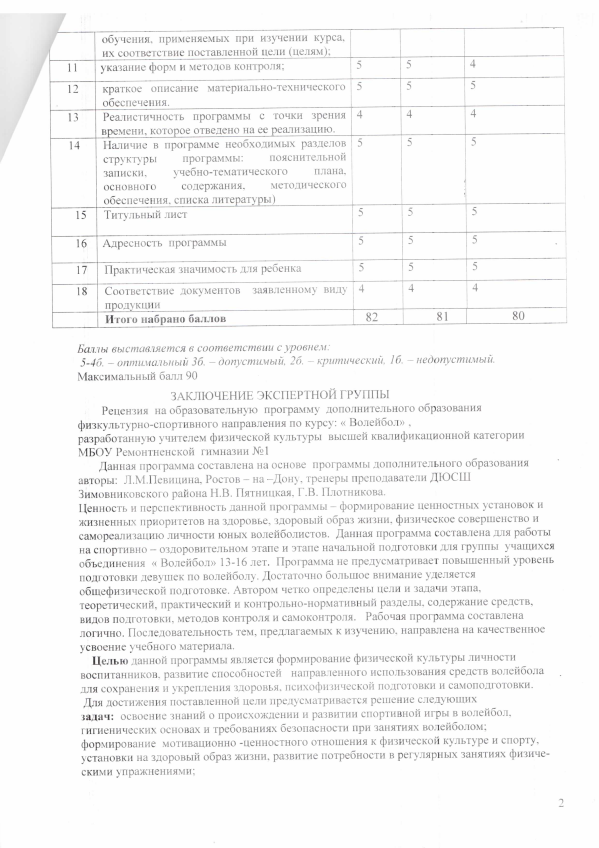 обучения, применяемых при изучении курса,
их соответствие поставленной цели (целям);
11 указание форм и методов контроля; 5 5 4
12 краткое описание материально-технического 5 5 5
обеспечения.
13 Реалистичность программы с точки зрения 4 4 4
времени, которое отведено на ее реализацию.
14 Наличие в программе необходимых разделов 5 5 5
структуры программы: пояснительной
записки, учебно-тематического плана,
основного содержания, методического
обеспечения, списка литературы)
15 Титульный лист 5 5 5
16 Адресность программы 5 5 5
17 Практическая значимость для ребенка 5 5 5
18 Соответствие документов заявленному виду 4 4 4
продукции
Итого набрано баллов 82 81 80
Баллы выставляется в соответствии с уровнем:
5-4б. – оптимальный 3б. – допустимый, 2б. – критический, 1б. – недопустимый.
Максимальный балл 90
ЗАКЛЮЧЕНИЕ ЭКСПЕРТНОЙ ГРУППЫ
Рецензия на образовательную программу дополнительного образования
физкультурно-спортивного направления по курсу: « Волейбол» ,
разработанную учителем физической культуры высшей квалификационной категории
МБОУ Ремонтненской гимназии №1
Данная программа составлена на основе программы дополнительного образования
авторы: Л.М.Певицина, Ростов – на –Дону, тренеры преподаватели ДЮСШ
Зимовниковского района Н.В. Пятницкая, Г.В. Плотникова.
Ценность и перспективность данной программы – формирование ценностных установок и
жизненных приоритетов на здоровье, здоровый образ жизни, физическое совершенство и
самореализацию личности юных волейболистов. Данная программа составлена для работы
на спортивно – оздоровительном этапе и этапе начальной подготовки для группы учащихся
объединения « Волейбол» 13-16 лет. Программа не предусматривает повышенный уровень
подготовки девушек по волейболу. Достаточно большое внимание уделяется
общефизической подготовке. Автором четко определены цели и задачи этапа,
теоретический, практический и контрольно-нормативный разделы, содержание средств,
видов подготовки, методов контроля и самоконтроля. Рабочая программа составлена
логично. Последовательность тем, предлагаемых к изучению, направлена на качественное
усвоение учебного материала.
Целью данной программы является формирование физической культуры личности
воспитанников, развитие способностей направленного использования средств волейбола
для сохранения и укрепления здоровья, психофизической подготовки и самоподготовки.
Для достижения поставленной цели предусматривается решение следующих
задач: освоение знаний о происхождении и развитии спортивной игры в волейбол,
гигиенических основах и требованиях безопасности при занятиях волейболом;
формирование мотивационно -ценностного отношения к физической культуре и спорту,
установки на здоровый образ жизни, развитие потребности в регулярных занятиях физиче-
скими упражнениями;
2